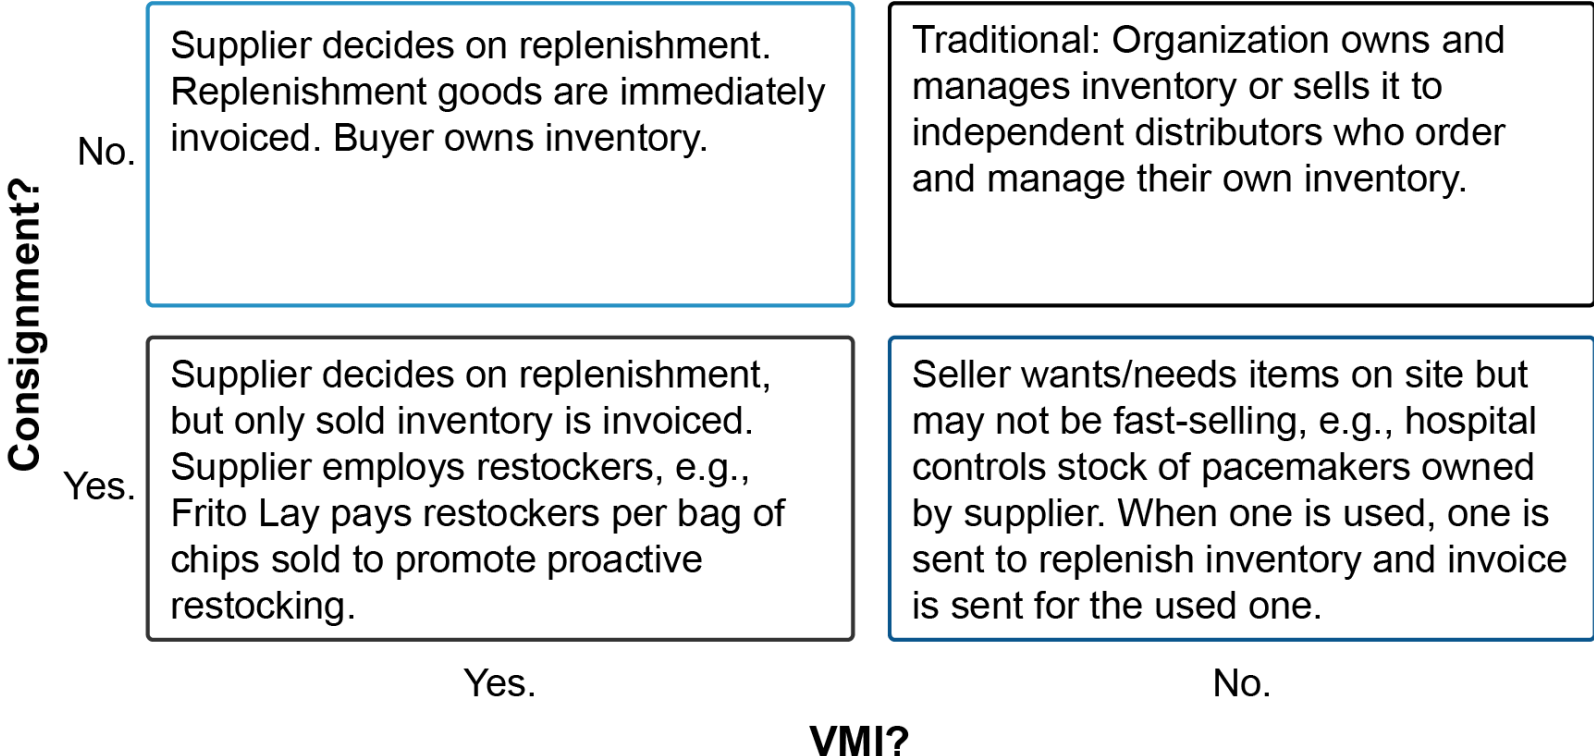 Supplier decides on replenishment.
Replenishment goods are immediately
invoiced. Buyer owns inventory.
Traditional: Organization owns and
manages inventory or sells it to
independent distributors who order
and manage their own inventory.
No.
Consignment?
Yes.
Supplier decides on replenishment,
but only sold inventory is invoiced.
Supplier employs restockers, e.g.,
Frito Lay pays restockers per bag of
chips sold to promote proactive
restocking.
Seller wants/needs items on site but
may not be fast-selling, e.g., hospital
controls stock of pacemakers owned
by supplier. When one is used, one is
sent to replenish inventory and invoice
is sent for the used one.
Yes.
No.
VMI?